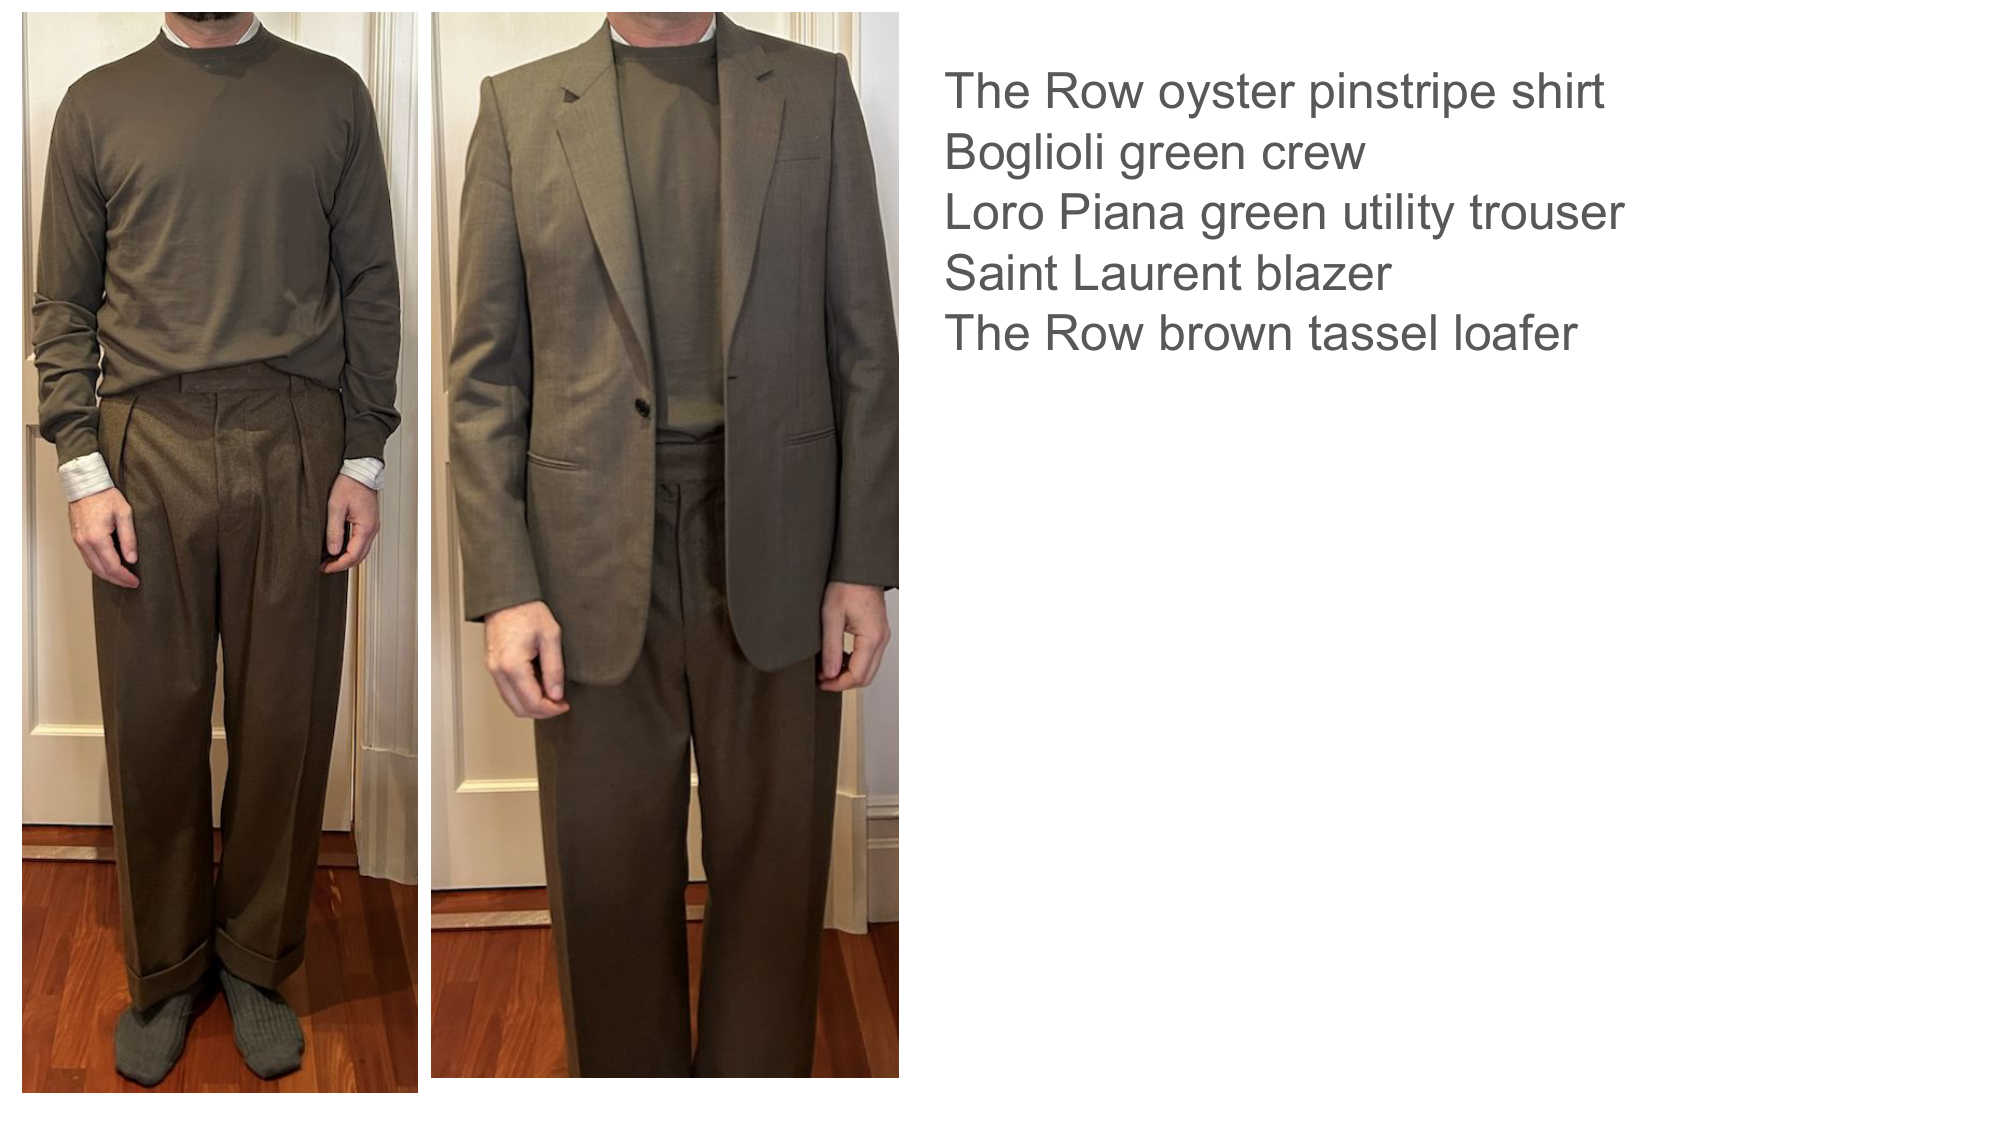 The Row oyster pinstripe shirt
Boglioli green crew
Loro Piana green utility trouser
Saint Laurent blazer
The Row brown tassel loafer